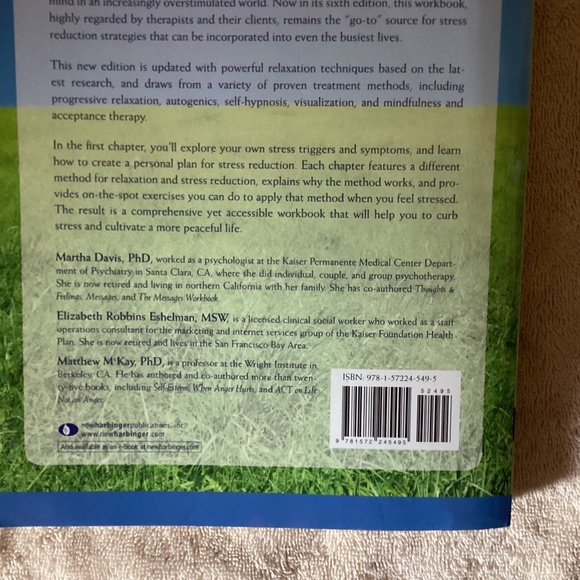 mind in an increasingly overstimulated world. Now in its sixth edition, this workbook,
highly regarded by therapists and their clients, remains the "go-to" source for stress
reduction strategies that can be incorporated into even the busiest lives.
This new edition is updated with powerful relaxation techniques based on the lat-
est research, and draws from a variety of proven treatment methods, including
progressive relaxation, autogenics, self-hypnosis, visualization, and mindfulness and
acceptance therapy.
In the first chapter, you'll explore your own stress triggers and symptoms, and learn
how to create a personal plan for stress reduction. Each chapter features a different
method for relaxation and stress reduction, explains why the method works, and pro-
vides on-the-spot exercises you can do to apply that method when you feel stressed.
The result is a comprehensive yet accessible workbook that will help you to curb
stress and cultivate a more peaceful life.
Martha Davis, PhD, worked as a psychologist at the Kaiser Permanente Medical Center Depart-
ment of Psychiatry in Santa Clara, CA, where she did individual, couple, and group psychotherapy.
She is now retired and living in northern California with her family. She has co-authored Thoughts &
Feelings, Messages, and The Messages Workbook.
Elizabeth Robbins Eshelman, MSW, is a licensed clinical social worker who worked as a staff
operations consultant for the marketing and internet services group of the Kaiser Foundation Health
Plan. She is now retired and lives in the San Francisco Bay Area.
Matthew McKay, PhD, is a professor at the Wright Institute in
Berkeley, CA. He has authored and co-authored more than twen-
ty-five books, including Self-Esteem, When Anger Hurts, and ACT on Life
Not on Anger.
newharbingerpublications, inc.
www.newharbinger.com
Also available as an e-book at newharbinger.com
ISBN: 978-1-57224-549-5
52495
9 781572 245495